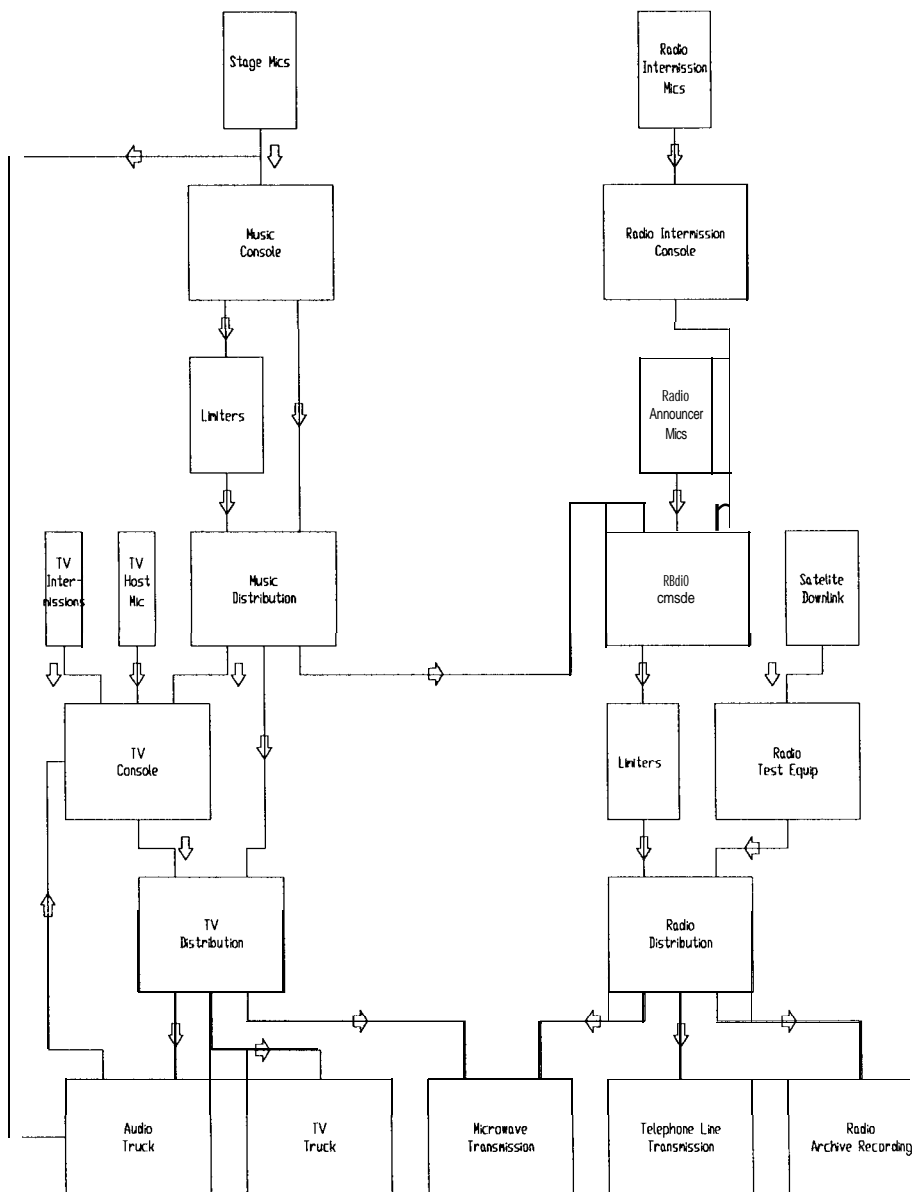 Stage Mics
Radio
Intermission
Mics
Music
Console
Radio Intermission
Console
Limiters
Radio
Announcer
Mics
TV
Inter-
missions
TV
Host
Mic
Music
Distribution
RBdi0
cmsde
Satelite
Downlink
TV
Console
Limiters
Radio
Test Equip
TV
Distribution
Radio
Distribution
Audio
Truck
TV
Truck
Microwave
Transmission
Telephone Line
Transmission
Radio
Archive Recording